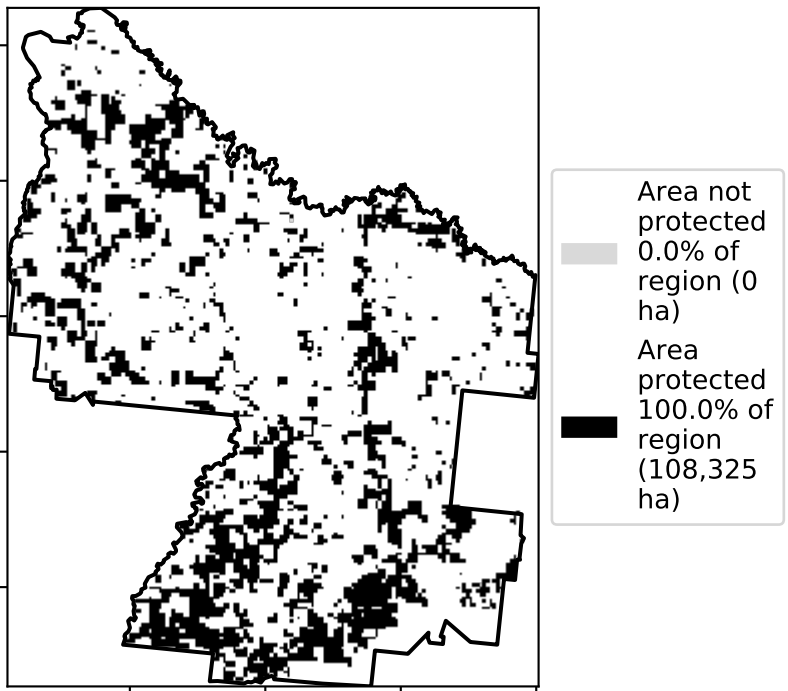 Area not
protected
0.0% of
region (0
ha)
Area
protected
100.0% of
region
(108,325
ha)